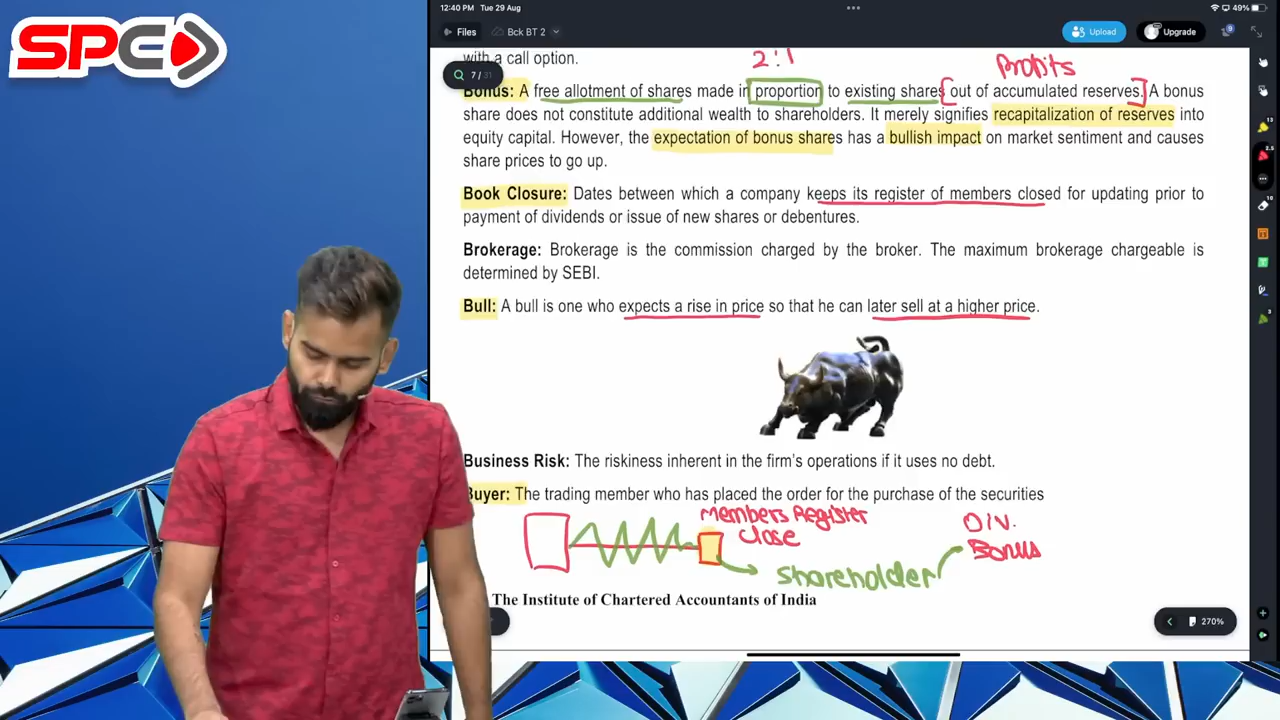 SPC
12:40 PM Tue 29 Aug
49%
Files
Bck BT 2
Upload
Upgrade
with a call option.
2:1
Profits
7 / 31
Bonus: A free allotment of shares made in proportion to existing shares out of accumulated reserves. A bonus
share does not constitute additional wealth to shareholders. It merely signifies recapitalization of reserves into
equity capital. However, the expectation of bonus shares has a bullish impact on market sentiment and causes
share prices to go up.
Book Closure: Dates between which a company keeps its register of members closed for updating prior to
payment of dividends or issue of new shares or debentures.
Brokerage: Brokerage is the commission charged by the broker. The maximum brokerage chargeable is
determined by SEBI.
Bull: A bull is one who expects a rise in price so that he can later sell at a higher price.
Business Risk: The riskiness inherent in the firm's operations if it uses no debt.
Buyer: The trading member who has placed the order for the purchase of the securities
Members Register
Close
Div.
Bonus
Shareholder
The Institute of Chartered Accountants of India
270%